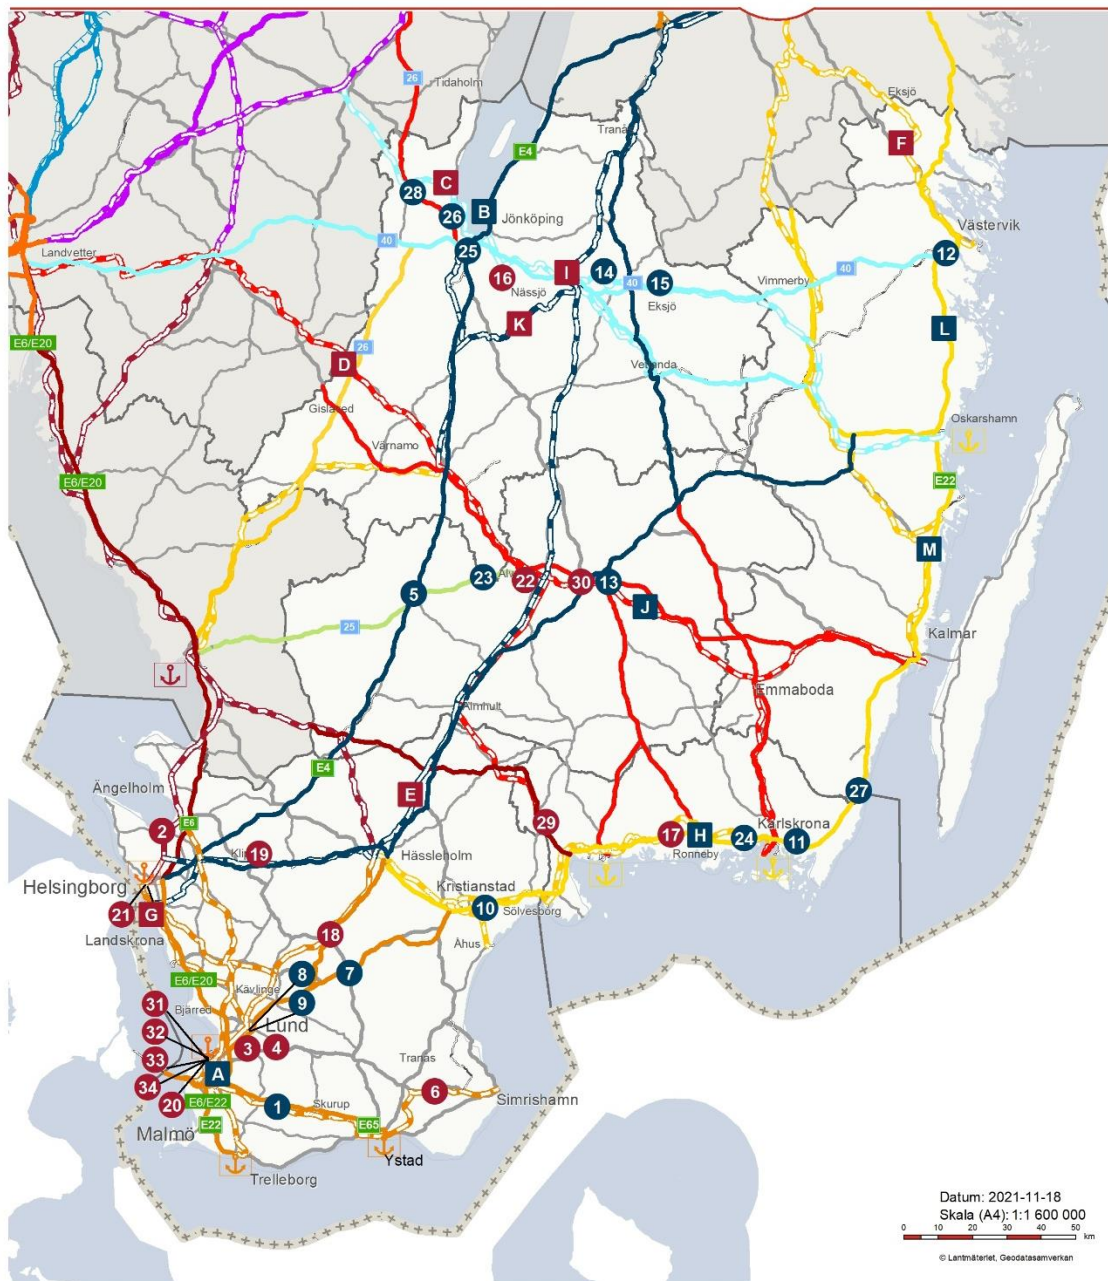 26
Tidaholm
Eksjö
E4
Tranå
F
C
28
B
26
Jönköping
Västervik
Landvetter
40
25
12
16
I
14
40
15
40
Vimmerby
Nässjö
Eksjö
K
L
E6/E20
26
D
Vetlanda
Gislaved
Oskarshamn
Värnamo
E6/E20
E22
M
23
Alv
22
30
13
5
J
25
Kalmar
Emmaboda
Älmhult
E4
Ängelholm
E
27
2
E6
29
17
H
Karlskrona
24
11
Ronneby
19
Hässleholm
Helsingborg
21
G
Kristianstad
10
Sölvesborg
Landskrona
18
Åhus
E6/E20
8
7
Kävlinge
31
Bjärred
9
32
Lund
33
3
4
Tranås
34
A
6
20
E6/E22
1
Skurup
Simrishamn
Malmö
E22
E65
Ystad
Trelleborg
Datum: 2021-11-18
Skala (A4): 1:1 600 000
0 10 20 30 40 50
km
© Lantmäteriet, Geodatasamverkan